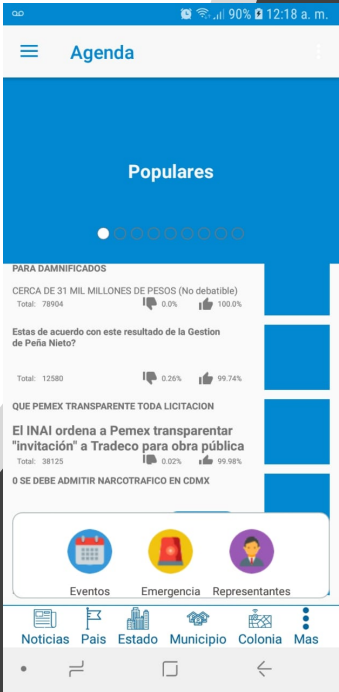 90% 12:18 a. m.
Agenda
Populares
PARA DAMNIFICADOS
CERCA DE 31 MIL MILLONES DE PESOS (No debatible)
Total: 78904 0.0% 100.0%
Estas de acuerdo con este resultado de la Gestion
de Peña Nieto?
Total: 12580 0.26% 99.74%
QUE PEMEX TRANSPARENTE TODA LICITACION
El INAI ordena a Pemex transparentar
"invitación" a Tradeco para obra pública
Total: 38125 0.02% 99.98%
0 SE DEBE ADMITIR NARCOTRAFICO EN CDMX
Eventos Emergencia Representantes
Noticias Pais Estado Municipio Colonia Mas